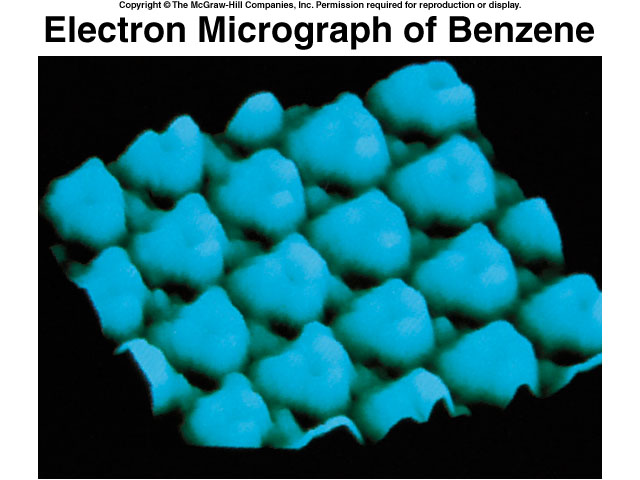 Copyright © The McGraw-Hill Companies, Inc. Permission required for reproduction or display.
Electron Micrograph of Benzene